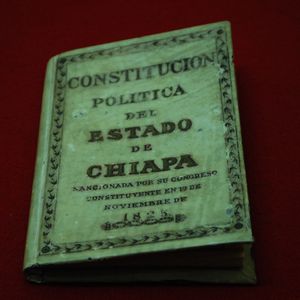 CONSTITUCION
POLITICA
DEL
ESTADO
DE
CHIAPA
SANCIONADA POR SU CONGRESO
CONSTITUYENTE EN 19 DE
NOVIEMBRE DE